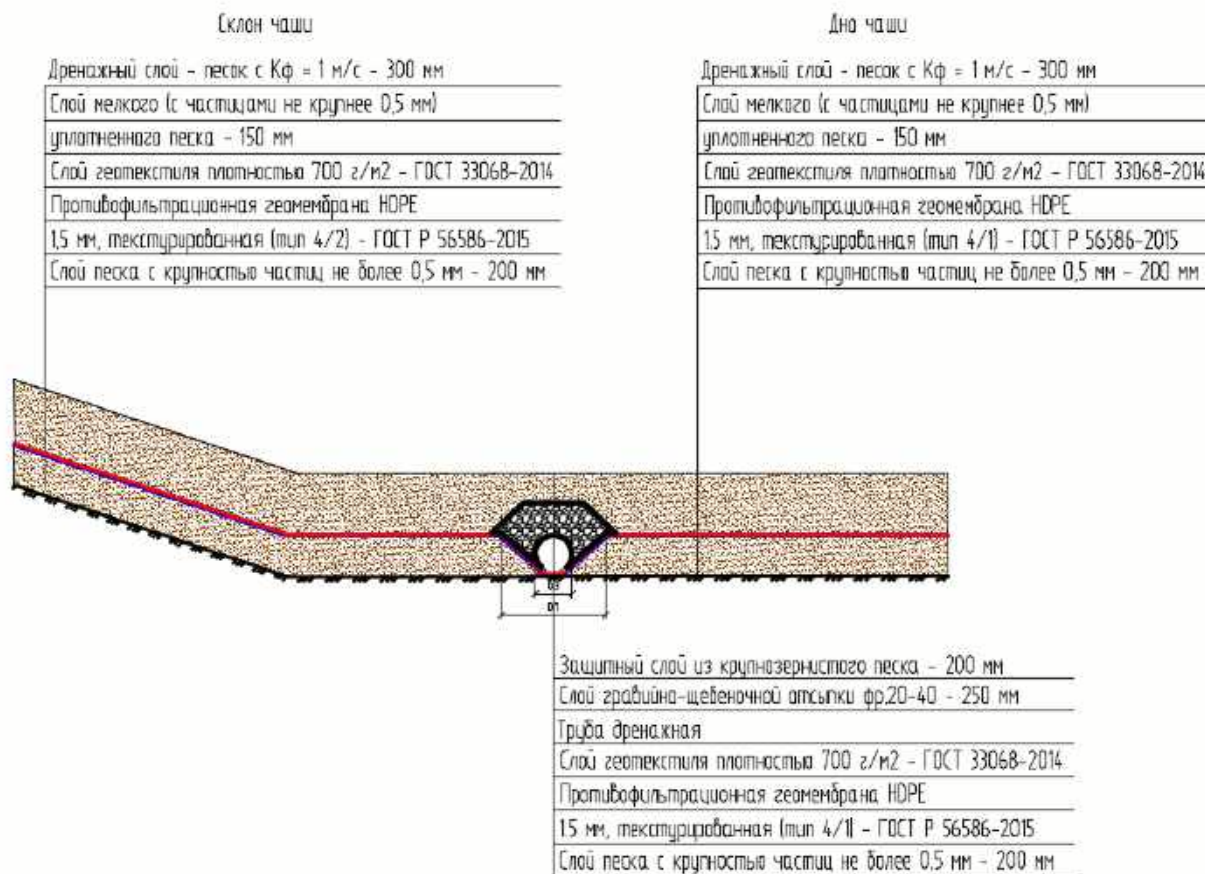 Склон чаши
Дренажный слой - песок с Кф = 1 м/с - 300 мм
Слой мелкого (с частицами не крупнее 0,5 мм)
уплотненного песка - 150 мм
Слой геотекстиля плотностью 700 г/м2 - ГОСТ 33068-2014
Противофильтрационная геомембрана HDPE
1,5 мм, текстурированная (тип 4/2) - ГОСТ Р 56586-2015
Слой песка с крупностью частиц не более 0,5 мм - 200 мм
Дно чаши
Дренажный слой - песок с Кф = 1 м/с - 300 мм
Слой мелкого (с частицами не крупнее 0,5 мм)
уплотненного песка - 150 мм
Слой геотекстиля плотностью 700 г/м2 - ГОСТ 33068-2014
Противофильтрационная геомембрана HDPE
1.5 мм, текстурированная (тип 4/1) - ГОСТ Р 56586-2015
Слой песка с крупностью частиц не более 0,5 мм - 200 мм
Защитный слой из крупнозернистого песка - 200 мм
Слой гравийно-щебеночной отсыпки фр.20-40 - 250 мм
Труба дренажная
Слой геотекстиля плотностью 700 г/м2 - ГОСТ 33068-2014
Противофильтрационная геомембрана HDPE
1.5 мм, текстурированная (тип 4/1) - ГОСТ Р 56586-2015
Слой песка с крупностью частиц не более 0.5 мм - 200 мм